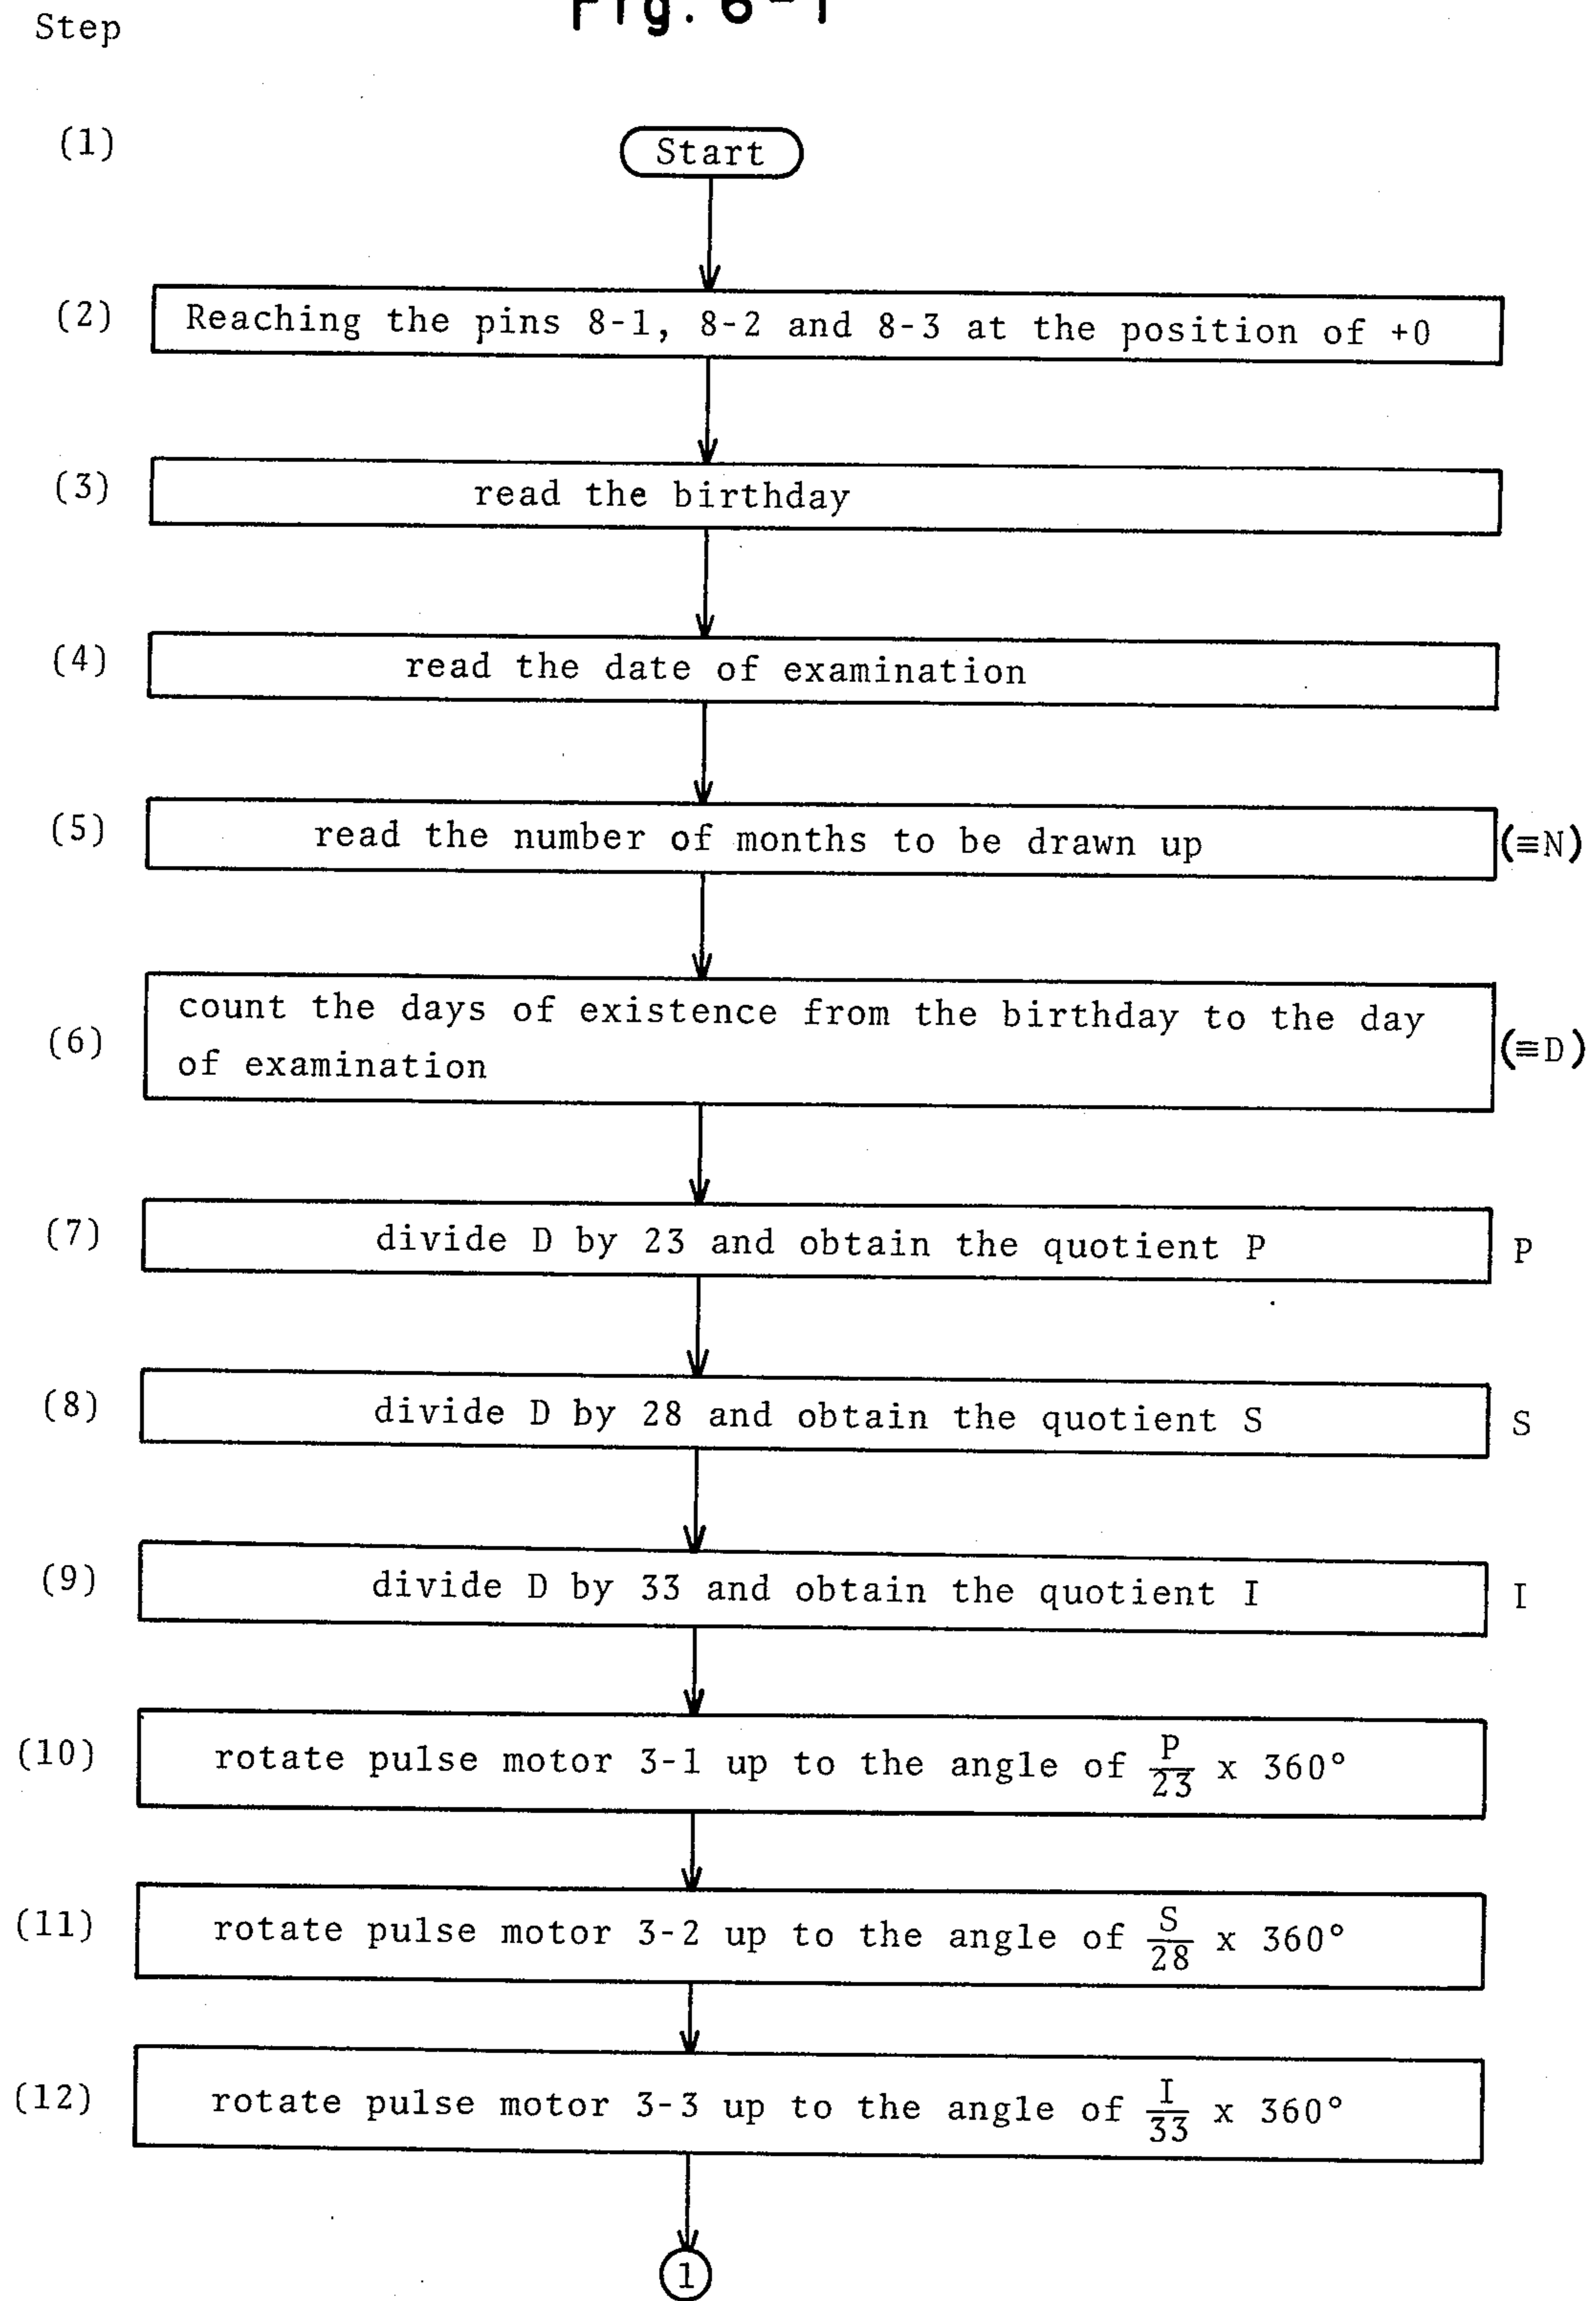 Fig. 6-1
Step
(1) Start
(2) Reaching the pins 8-1, 8-2 and 8-3 at the position of +0
(3) read the birthday
(4) read the date of examination
(5) read the number of months to be drawn up (≡N)
(6) count the days of existence from the birthday to the day
of examination (≡D)
(7) divide D by 23 and obtain the quotient P P
(8) divide D by 28 and obtain the quotient S S
(9) divide D by 33 and obtain the quotient I I
(10) rotate pulse motor 3-1 up to the angle of P/23 x 360°
(11) rotate pulse motor 3-2 up to the angle of S/28 x 360°
(12) rotate pulse motor 3-3 up to the angle of I/33 x 360°
1